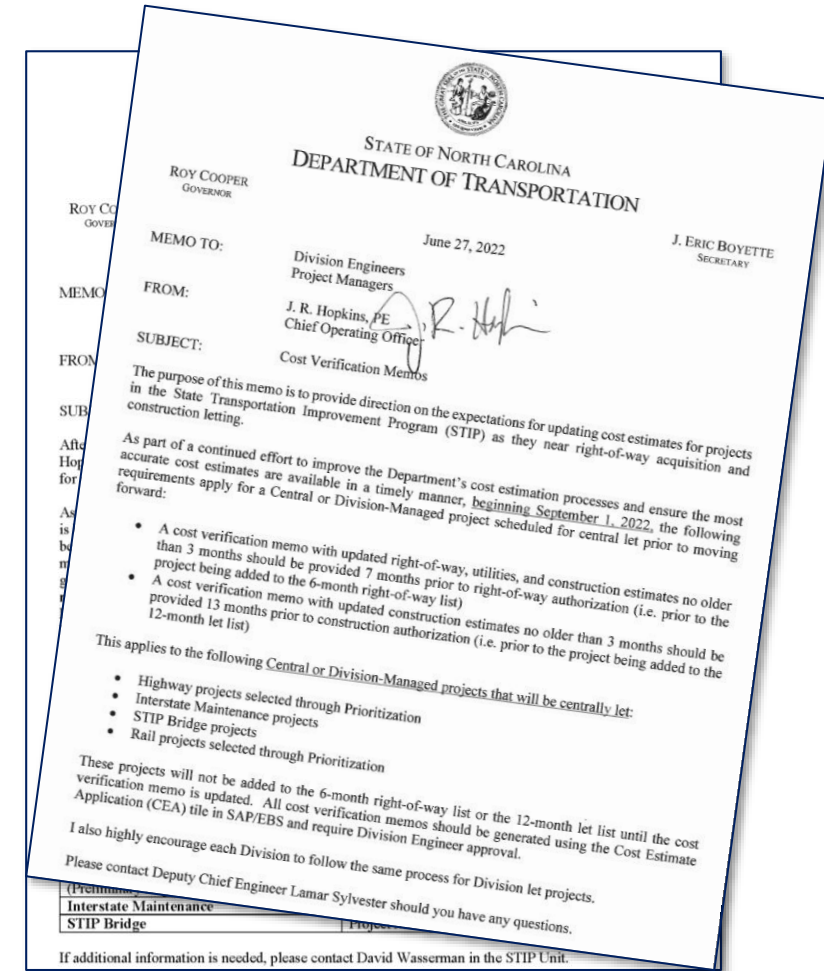 STATE OF NORTH CAROLINA
DEPARTMENT OF TRANSPORTATION
ROY COOPER
GOVERNOR
J. ERIC BOYETTE
SECRETARY
June 27, 2022
MEMO TO:
Division Engineers
Project Managers
FROM:
J. R. Hopkins, PE
Chief Operating Officer
SUBJECT:
Cost Verification Memos
The purpose of this memo is to provide direction on the expectations for updating cost estimates for projects
in the State Transportation Improvement Program (STIP) as they near right-of-way acquisition and
construction letting.
As part of a continued effort to improve the Department's cost estimation processes and ensure the most
accurate cost estimates are available in a timely manner, beginning September 1, 2022, the following
requirements apply for a Central or Division-Managed project scheduled for central let prior to moving
forward:
• A cost verification memo with updated right-of-way, utilities, and construction estimates no older
than 3 months should be provided 7 months prior to right-of-way authorization (i.e. prior to the
project being added to the 6-month right-of-way list)
• A cost verification memo with updated construction estimates no older than 3 months should be
provided 13 months prior to construction authorization (i.e. prior to the project being added to the
12-month let list)
This applies to the following Central or Division-Managed projects that will be centrally let:
• Highway projects selected through Prioritization
• Interstate Maintenance projects
• STIP Bridge projects
• Rail projects selected through Prioritization
These projects will not be added to the 6-month right-of-way list or the 12-month let list until the cost
verification memo is updated. All cost verification memos should be generated using the Cost Estimate
Application (CEA) tile in SAP/EBS and require Division Engineer approval.
I also highly encourage each Division to follow the same process for Division let projects.
Please contact Deputy Chief Engineer Lamar Sylvester should you have any questions.
ROY CO
GOVER
MEMO
FROM
SUB
Afte
Hop
for
As
is
be
Interstate Maintenance
STIP Bridge
If additional information is needed, please contact David Wasserman in the STIP Unit.